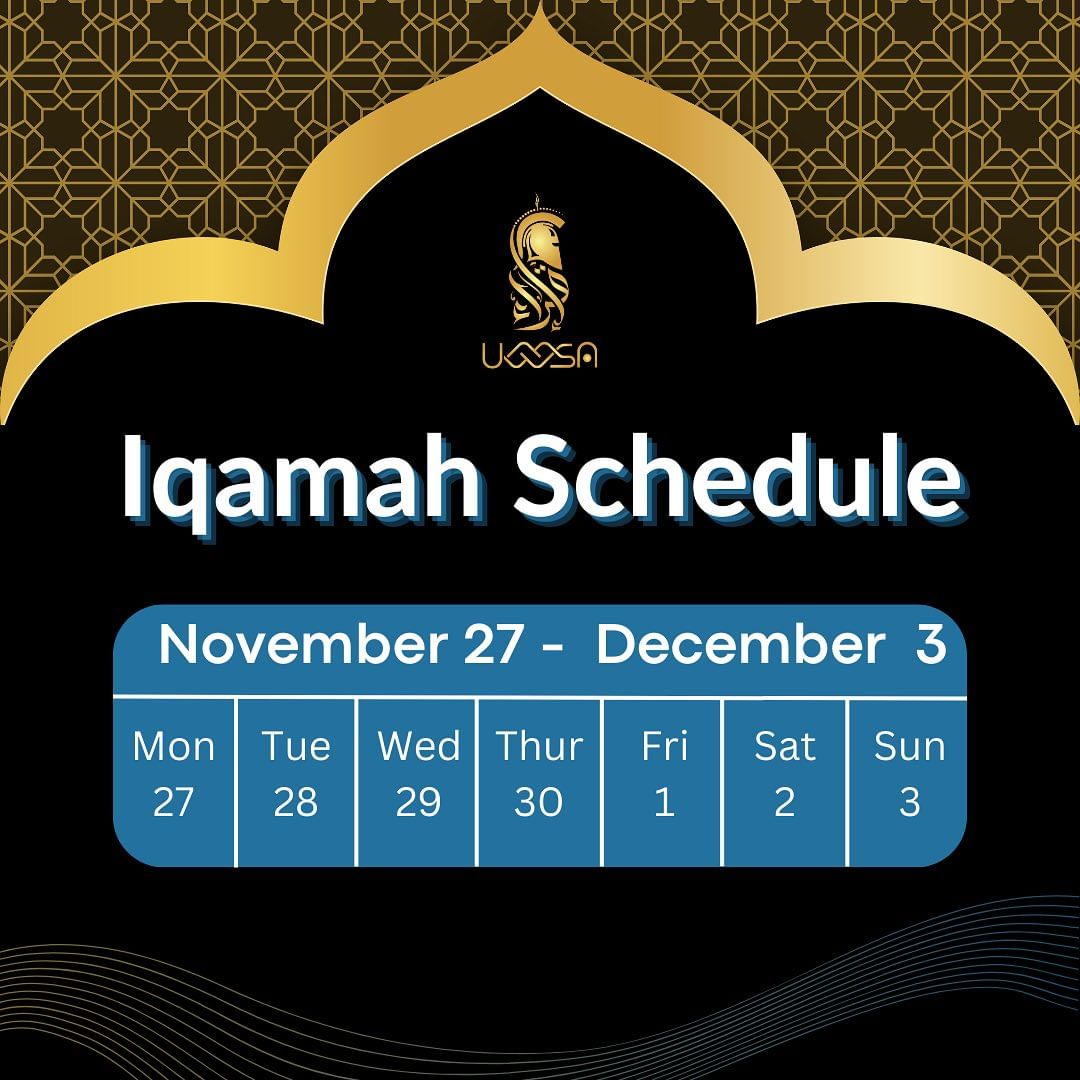 Iqamah Schedule
November 27 - December 3
Mon Tue Wed Thur Fri Sat Sun
27 28 29 30 1 2 3